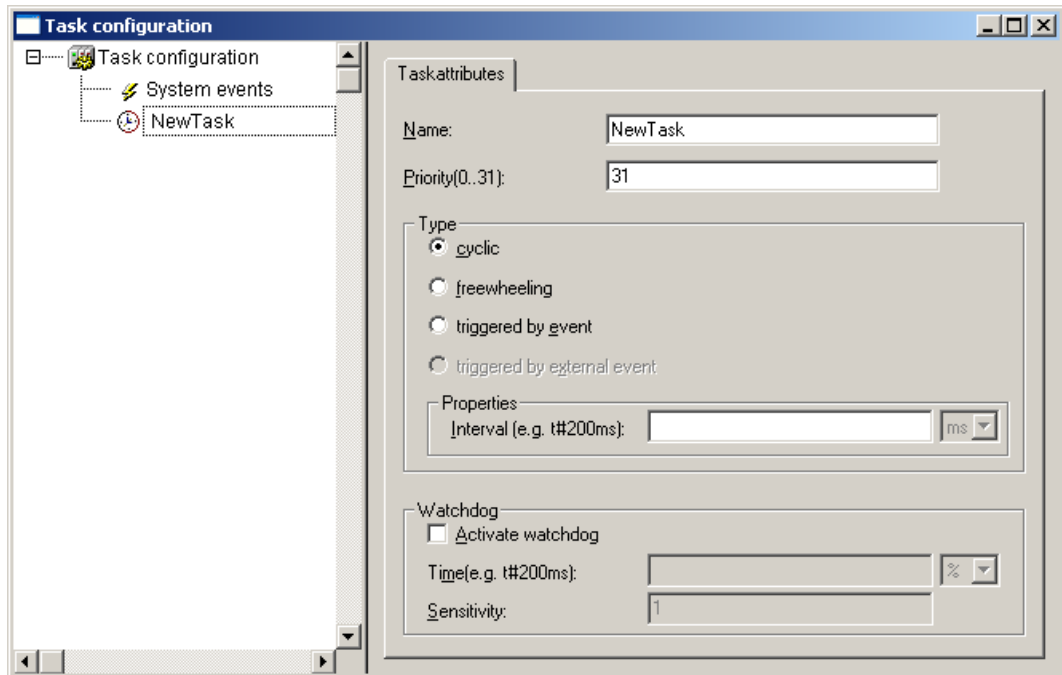 Task configuration
Task configuration
System events
NewTask
Taskattributes
Name: NewTask
Priority(0..31): 31
Type
cyclic
freewheeling
triggered by event
triggered by external event
Properties
Interval (e.g. t#200ms): ms
Watchdog
Activate watchdog
Time(e.g. t#200ms): %
Sensitivity: 1